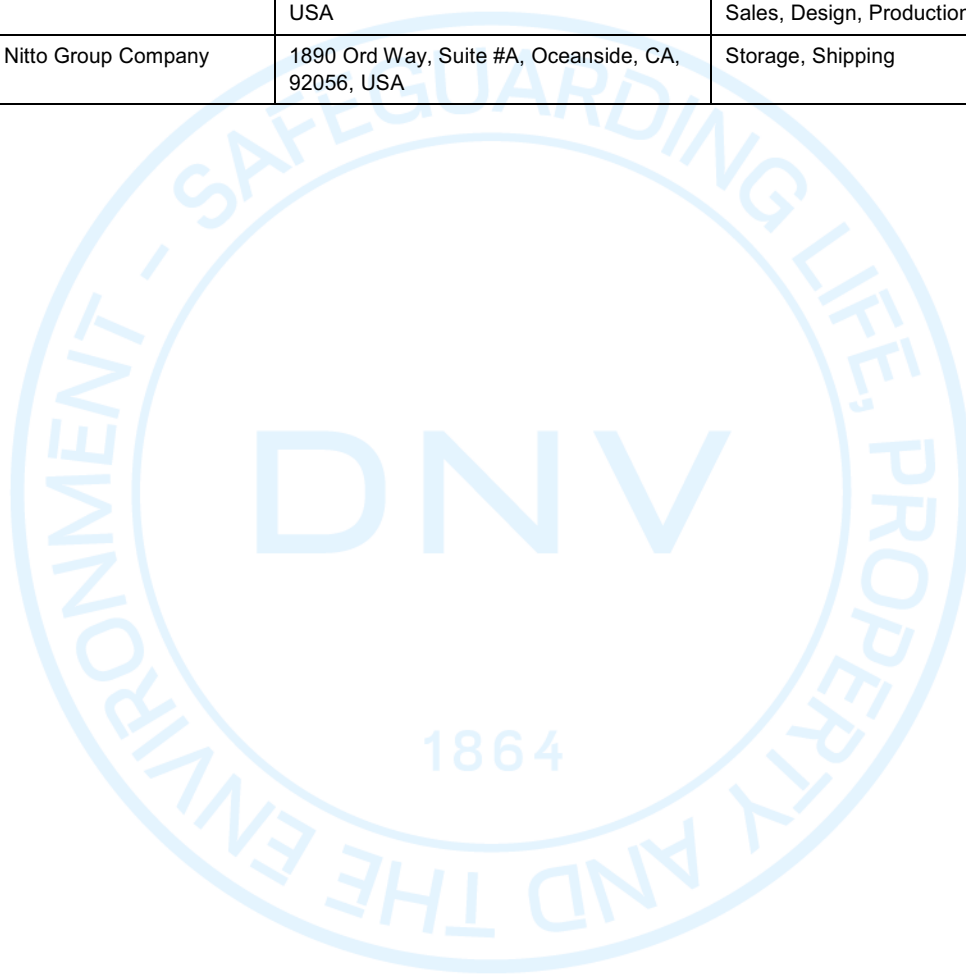 USA
Sales, Design, Production
Nitto Group Company
1890 Ord Way, Suite #A, Oceanside, CA,
92056, USA
Storage, Shipping
SAFEGUARDING LIFE, PROPERTY AND THE ENVIRONMENT -
DNV
1864